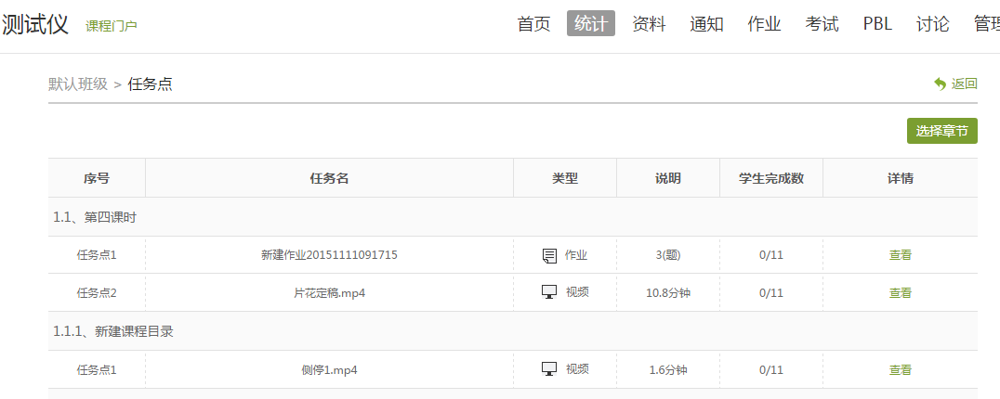 测试仪 课程门户 首页 统计 资料 通知 作业 考试 PBL 讨论 管理
默认班级 > 任务点 返回
选择章节
序号 任务名 类型 说明 学生完成数 详情
1.1、第四课时
任务点1 新建作业20151111091715 作业 3(题) 0/11 查看
任务点2 片花定稿.mp4 视频 10.8分钟 0/11 查看
1.1.1、新建课程目录
任务点1 侧停1.mp4 视频 1.6分钟 0/11 查看